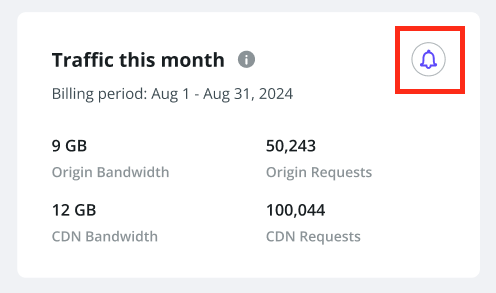 Traffic this month
Billing period: Aug 1 - Aug 31, 2024
9 GB
Origin Bandwidth
50,243
Origin Requests
12 GB
CDN Bandwidth
100,044
CDN Requests